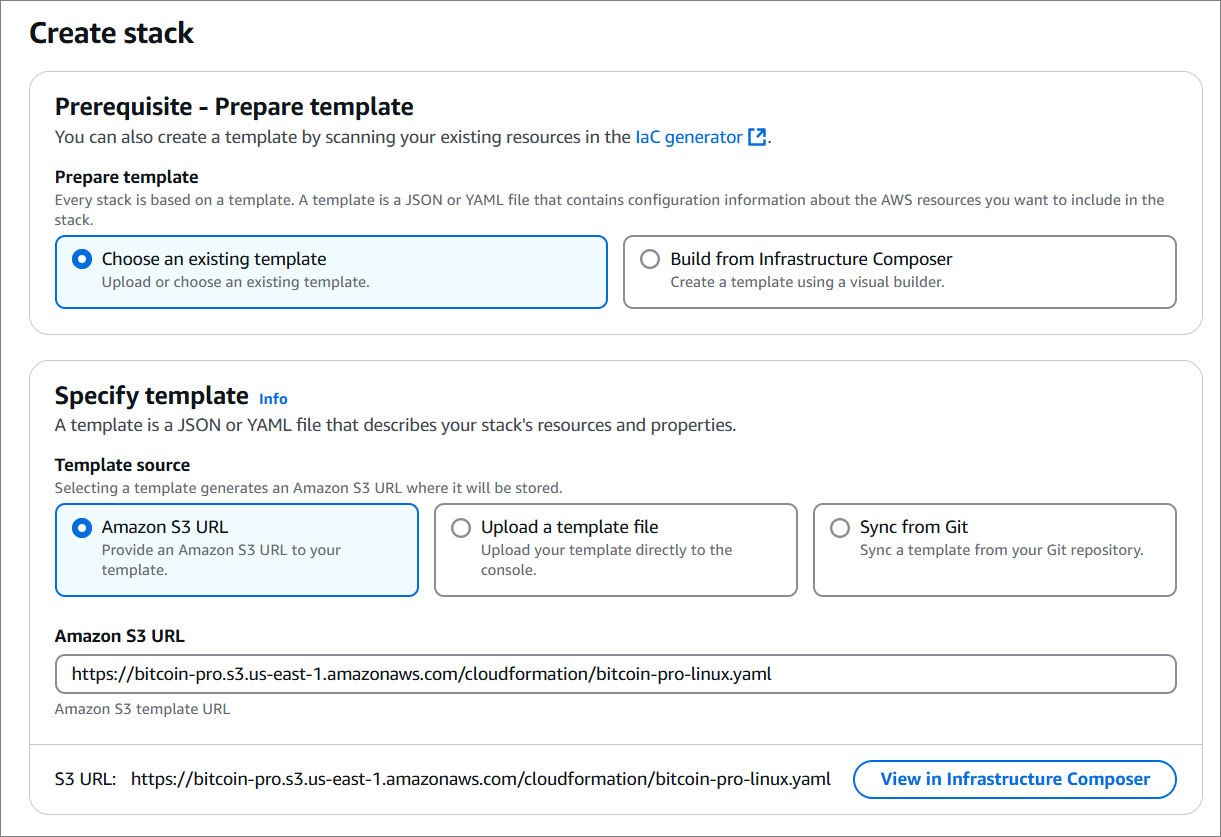 Create stack
Prerequisite - Prepare template
You can also create a template by scanning your existing resources in the IaC generator.
Prepare template
Every stack is based on a template. A template is a JSON or YAML file that contains configuration information about the AWS resources you want to include in the
stack.
Choose an existing template
Upload or choose an existing template.
Build from Infrastructure Composer
Create a template using a visual builder.
Specify template Info
A template is a JSON or YAML file that describes your stack's resources and properties.
Template source
Selecting a template generates an Amazon S3 URL where it will be stored.
Amazon S3 URL
Provide an Amazon S3 URL to your
template.
Upload a template file
Upload your template directly to the
console.
Sync from Git
Sync a template from your Git repository.
Amazon S3 URL
https://bitcoin-pro.s3.us-east-1.amazonaws.com/cloudformation/bitcoin-pro-linux.yaml
Amazon S3 template URL
S3 URL: https://bitcoin-pro.s3.us-east-1.amazonaws.com/cloudformation/bitcoin-pro-linux.yaml
View in Infrastructure Composer